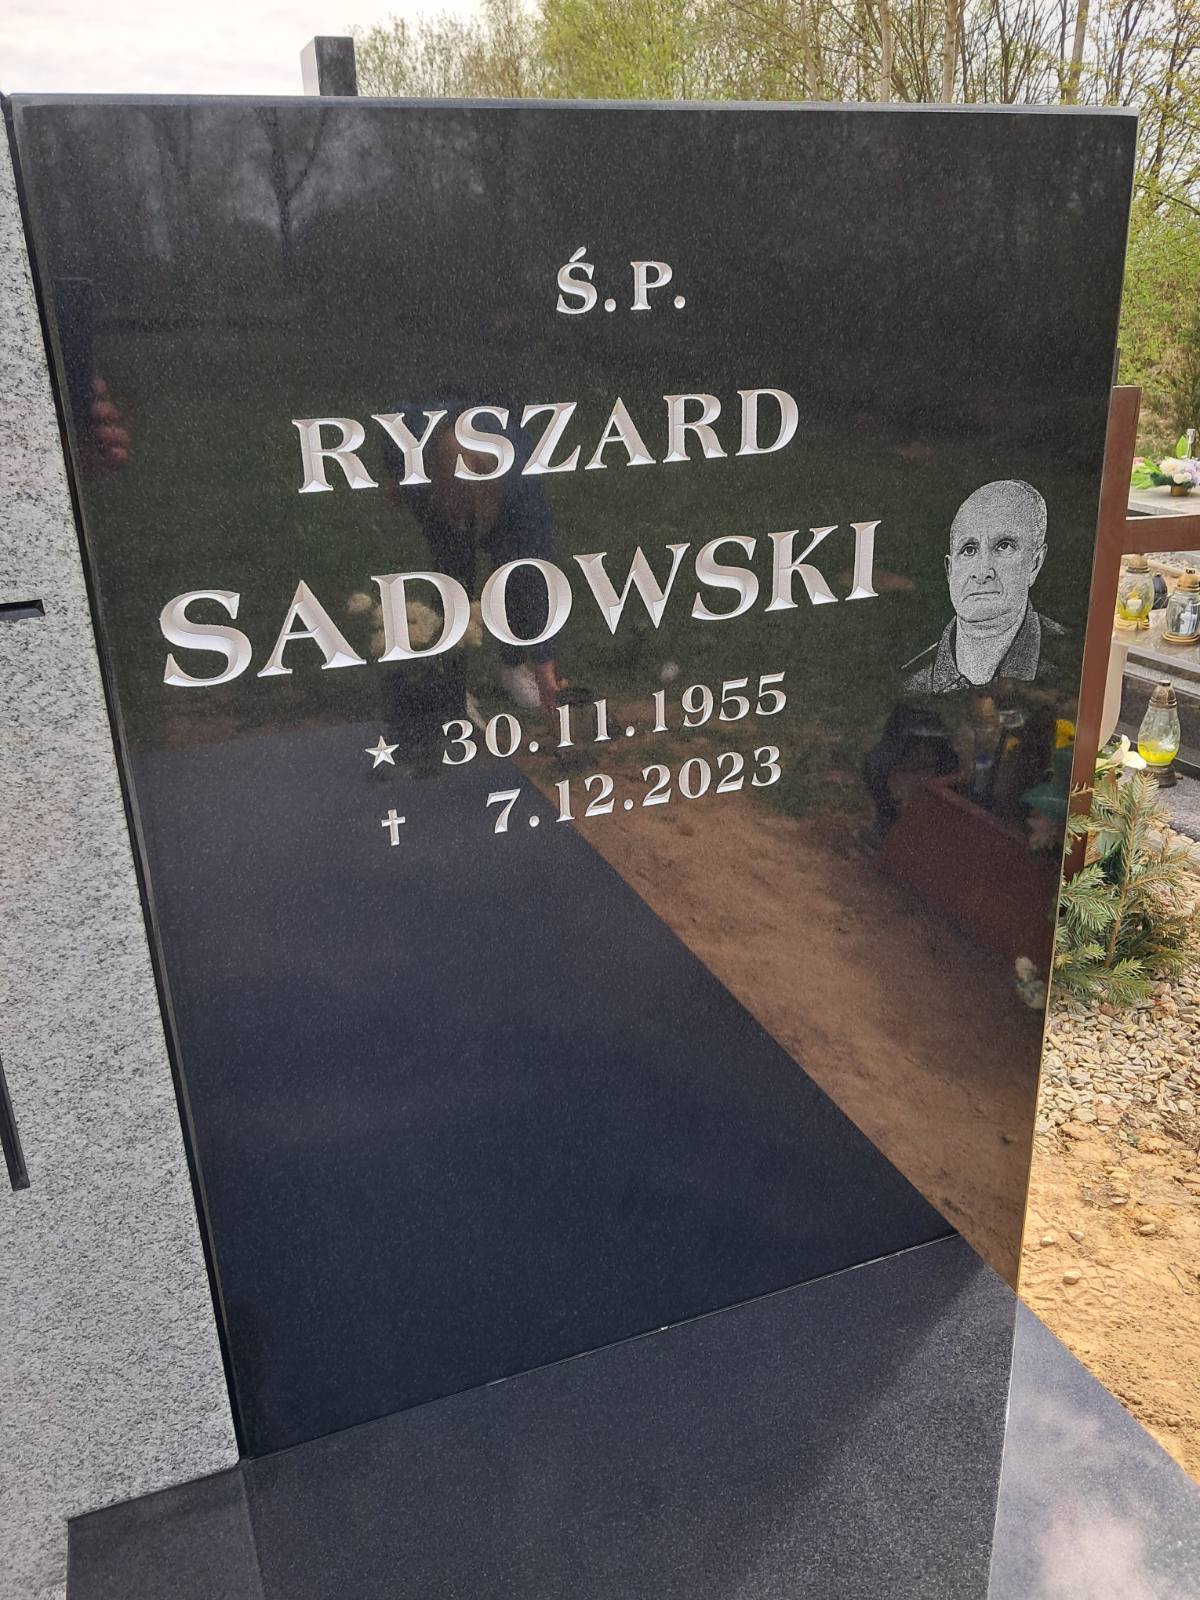 Ś.P.
RYSZARD
SADOWSKI
★ 30.11.1955
✝ 7.12.2023